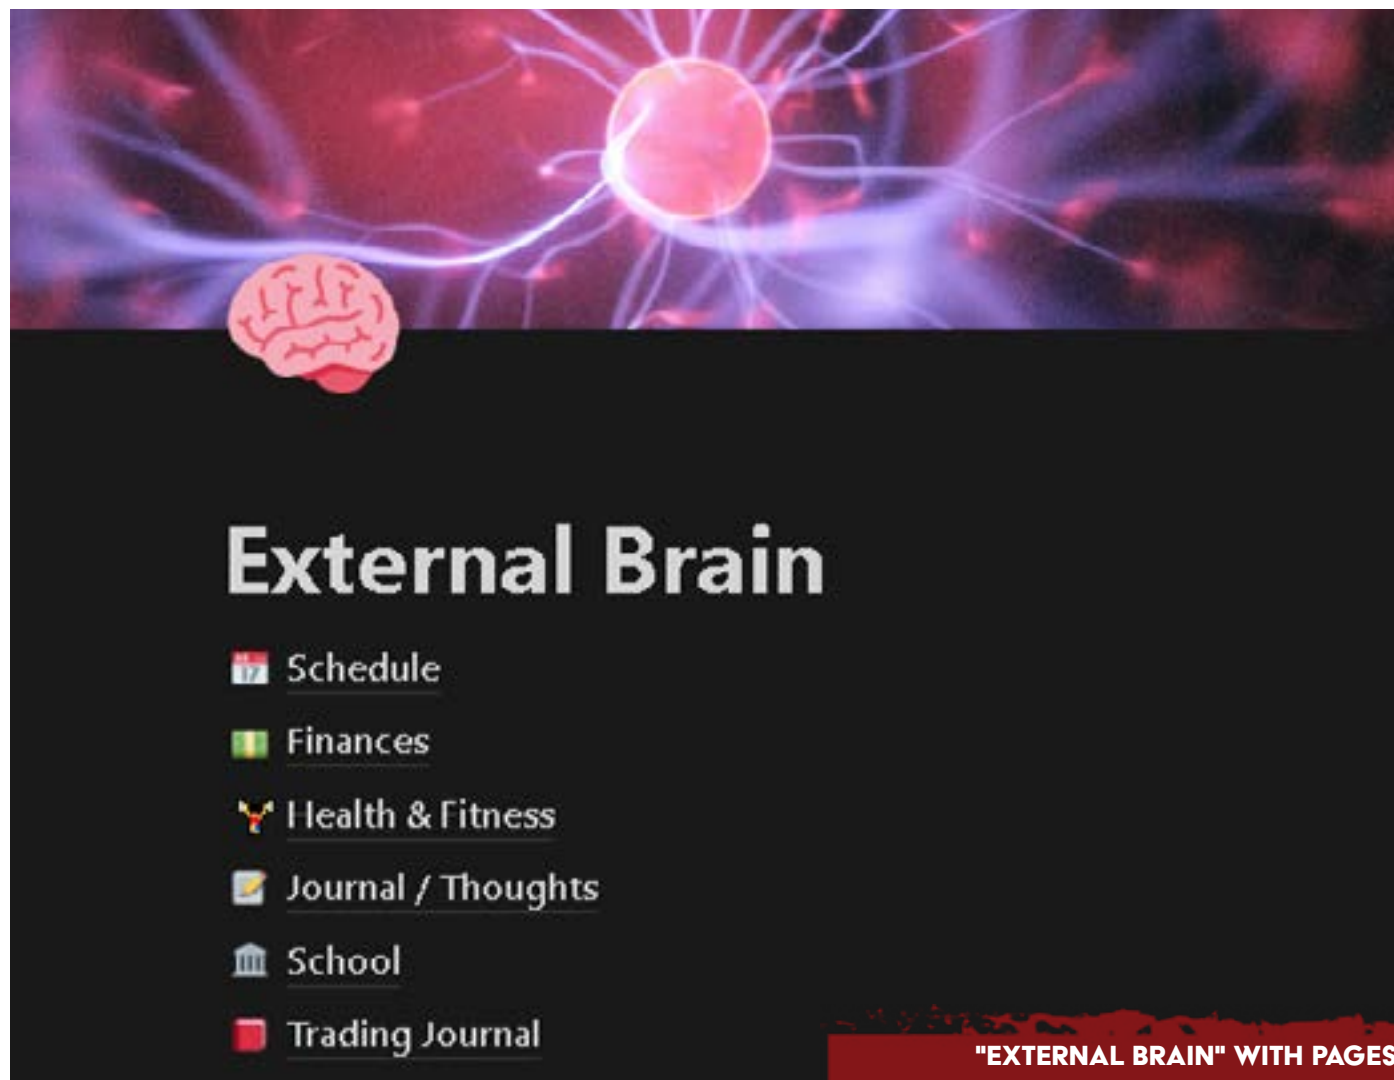 External Brain
Schedule
Finances
Health & Fitness
Journal / Thoughts
School
Trading Journal
"EXTERNAL BRAIN" WITH PAGES